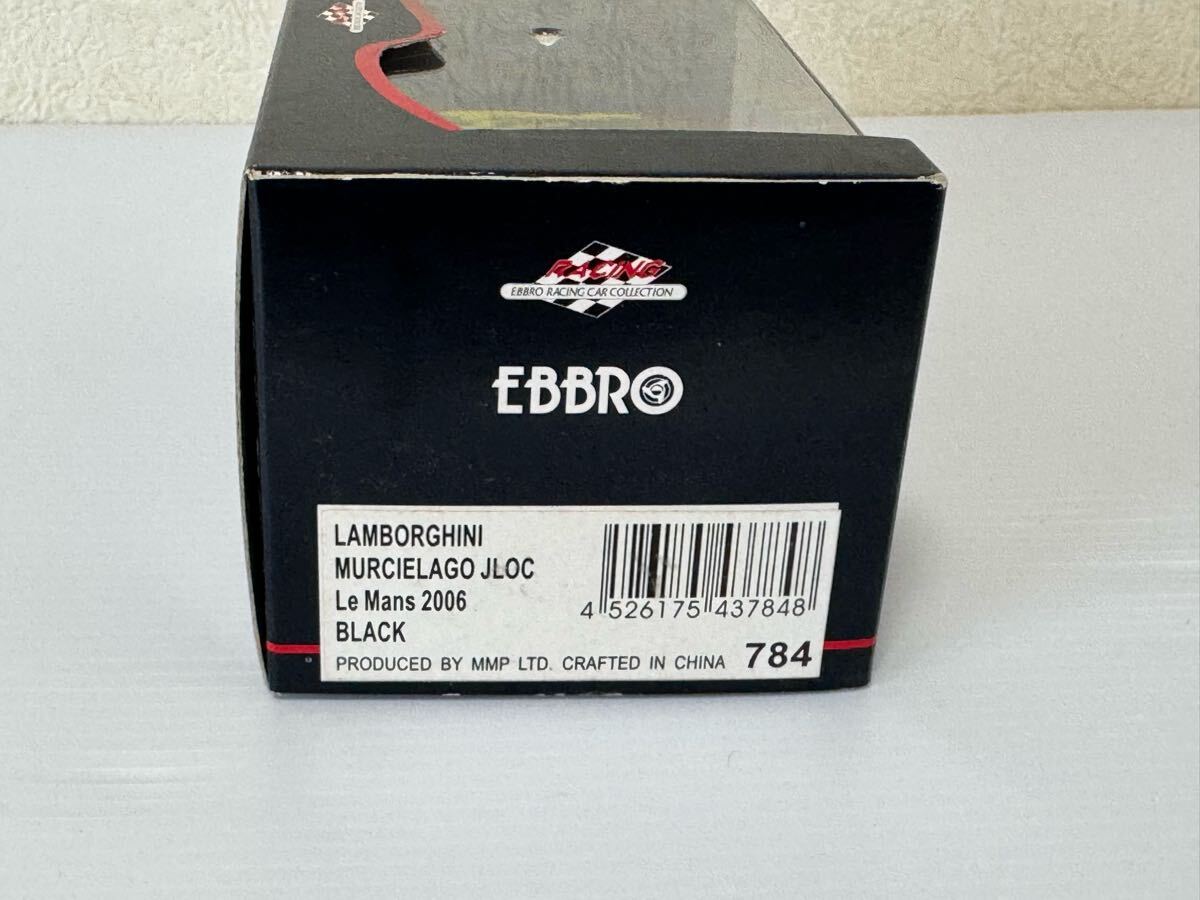 RACING
EBBRO RACING CAR COLLECTION
EBBRO
LAMBORGHINI
MURCIELAGO JLOC
Le Mans 2006
BLACK
4 526175 437848
PRODUCED BY MMP LTD. CRAFTED IN CHINA 784